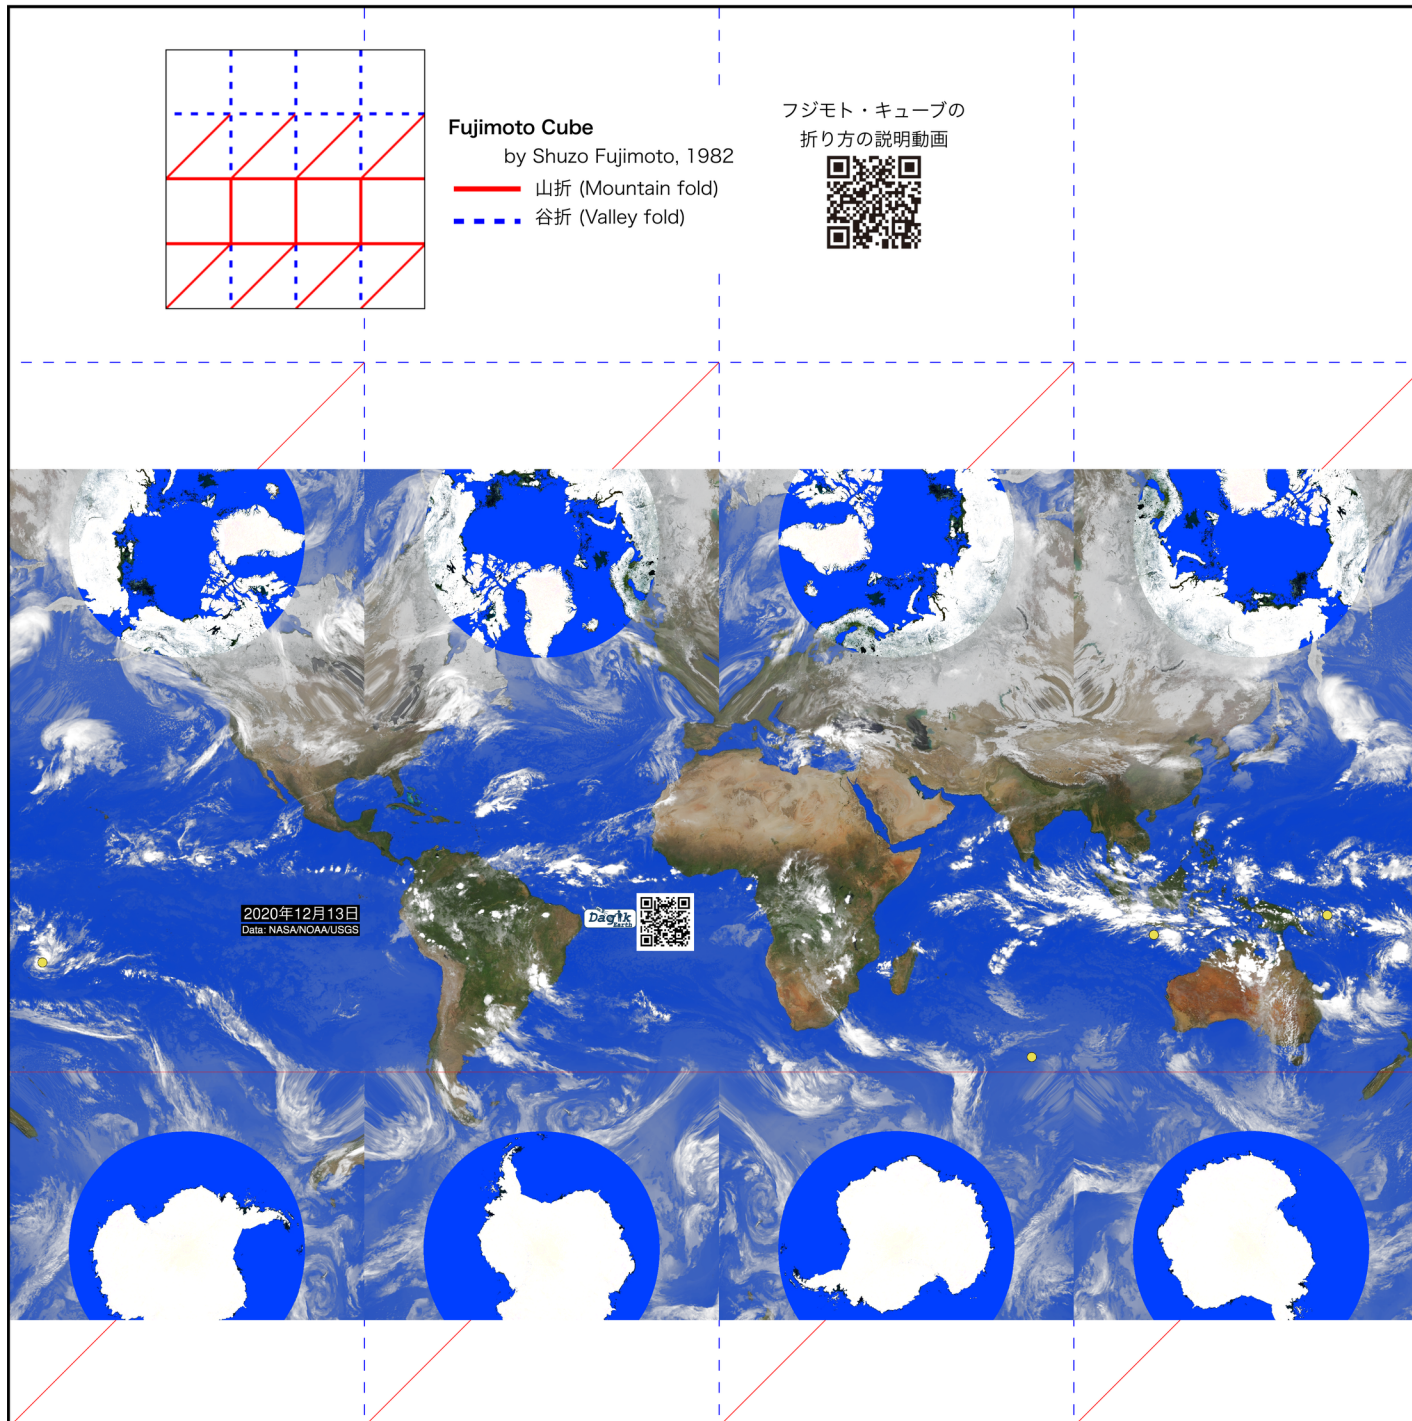 Fujimoto Cube
by Shuzo Fujimoto, 1982
山折 (Mountain fold)
谷折 (Valley fold)
フジモト・キューブの
折り方の説明動画
2020年12月13日
Data: NASA/NOAA/USGS
Dagik
Earth